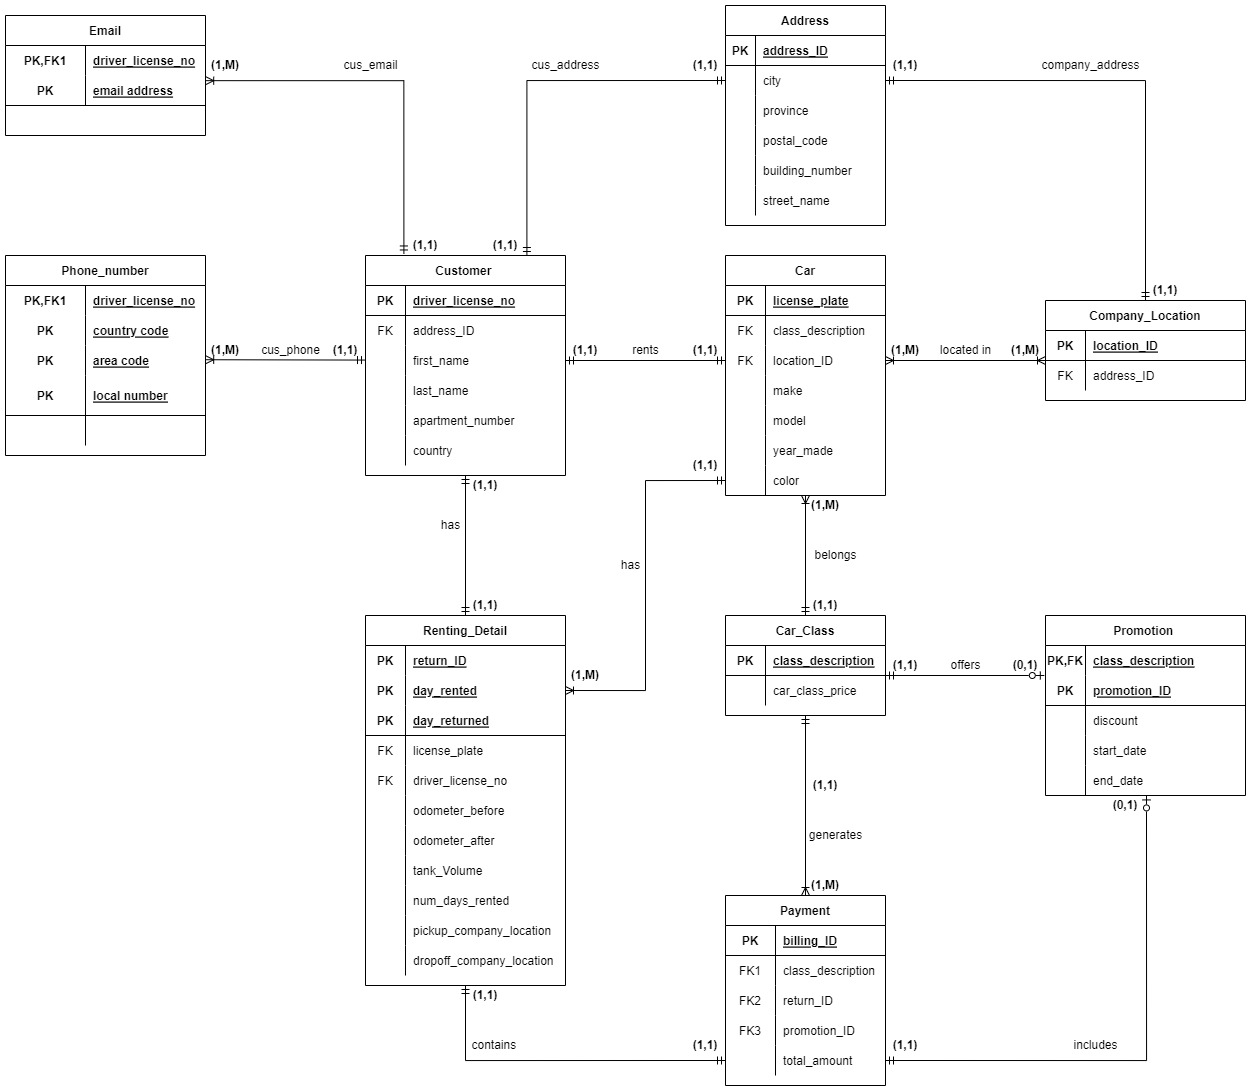 Email
PK,FK1 driver_license_no
PK email address
(1,M)
cus_email
cus_address
(1,1)
Address
PK address_ID
city
province
postal_code
building_number
street_name
(1,1)
company_address
(1,1)
(1,1)
(1,1)
Phone_number
PK,FK1 driver_license_no
PK country code
PK area code
PK local number
(1,M)
cus_phone
(1,1)
Customer
PK driver_license_no
FK address_ID
first_name
last_name
apartment_number
country
(1,1)
rents
(1,1)
Car
PK license_plate
FK class_description
FK location_ID
make
model
year_made
color
(1,M)
located in
(1,M)
Company_Location
PK location_ID
FK address_ID
(1,1)
(1,1)
has
(1,1)
has
(1,M)
(1,M)
belongs
(1,1)
Renting_Detail
PK return_ID
PK day_rented
PK day_returned
FK license_plate
FK driver_license_no
odometer_before
odometer_after
tank_Volume
num_days_rented
pickup_company_location
dropoff_company_location
Car_Class
PK class_description
car_class_price
(1,1)
offers
(0,1)
Promotion
PK,FK class_description
PK promotion_ID
discount
start_date
end_date
(1,1)
generates
(1,M)
(0,1)
Payment
PK billing_ID
FK1 class_description
FK2 return_ID
FK3 promotion_ID
total_amount
(1,1)
contains
(1,1)
(1,1)
includes